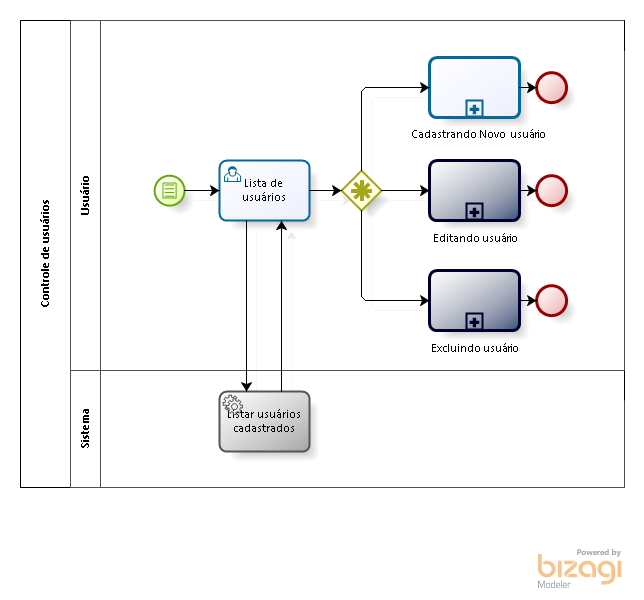 Controle de usuários
Usuário
Cadastrando Novo usuário
Lista de
usuários
Editando usuário
Excluindo usuário
Sistema
Listar usuários
cadastrados
Powered by
bizagi
Modeler